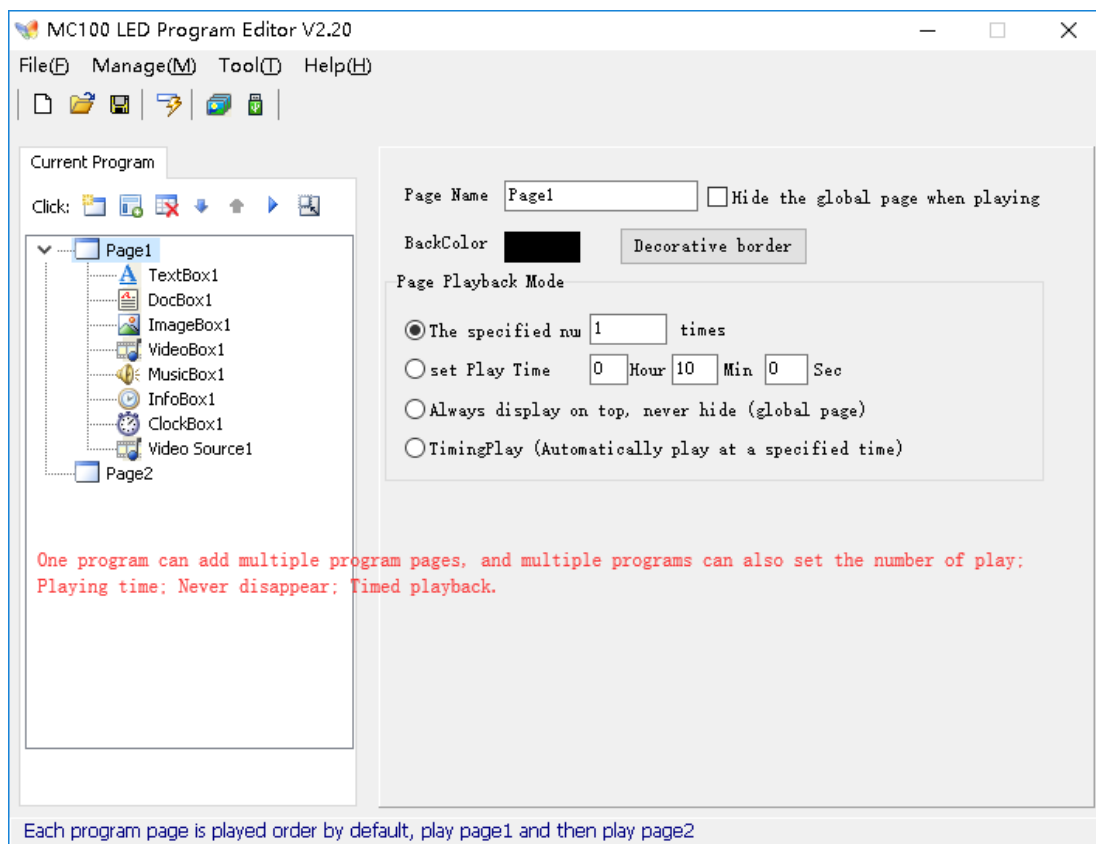 MC100 LED Program Editor V2.20
File(F) Manage(M) Tool(T) Help(H)
Current Program
Click:
Page1
TextBox1
DocBox1
ImageBox1
VideoBox1
MusicBox1
InfoBox1
ClockBox1
Video Source1
Page2
Page Name Page1 Hide the global page when playing
BackColor Decorative border
Page Playback Mode
The specified nu 1 times
set Play Time 0 Hour 10 Min 0 Sec
Always display on top, never hide (global page)
TimingPlay (Automatically play at a specified time)
One program can add multiple program pages, and multiple programs can also set the number of play;
Playing time; Never disappear; Timed playback.
Each program page is played order by default, play page1 and then play page2